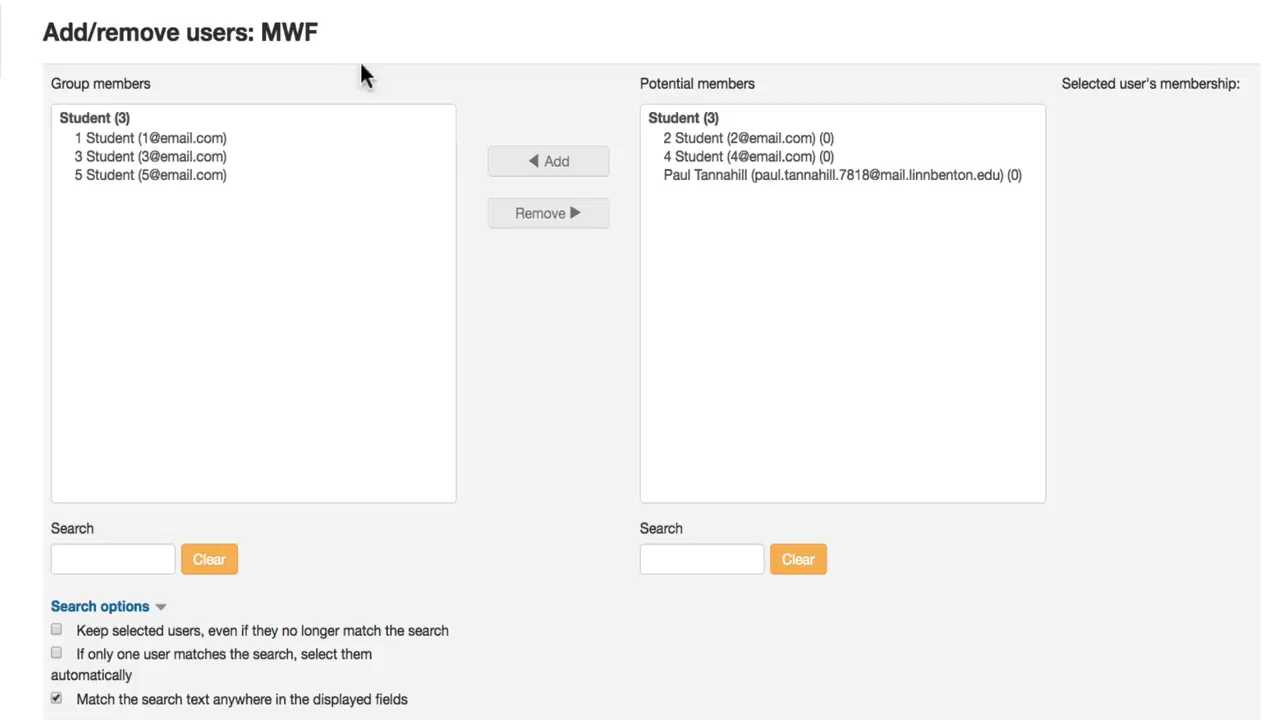 Add/remove users: MWF
Group members
Student (3)
1 Student (1@email.com)
3 Student (3@email.com)
5 Student (5@email.com)
Add
Remove
Potential members
Student (3)
2 Student (2@email.com) (0)
4 Student (4@email.com) (0)
Paul Tannahill (paul.tannahill.7818@mail.linnbenton.edu) (0)
Selected user's membership:
Search
Clear
Search
Clear
Search options
Keep selected users, even if they no longer match the search
If only one user matches the search, select them
automatically
Match the search text anywhere in the displayed fields